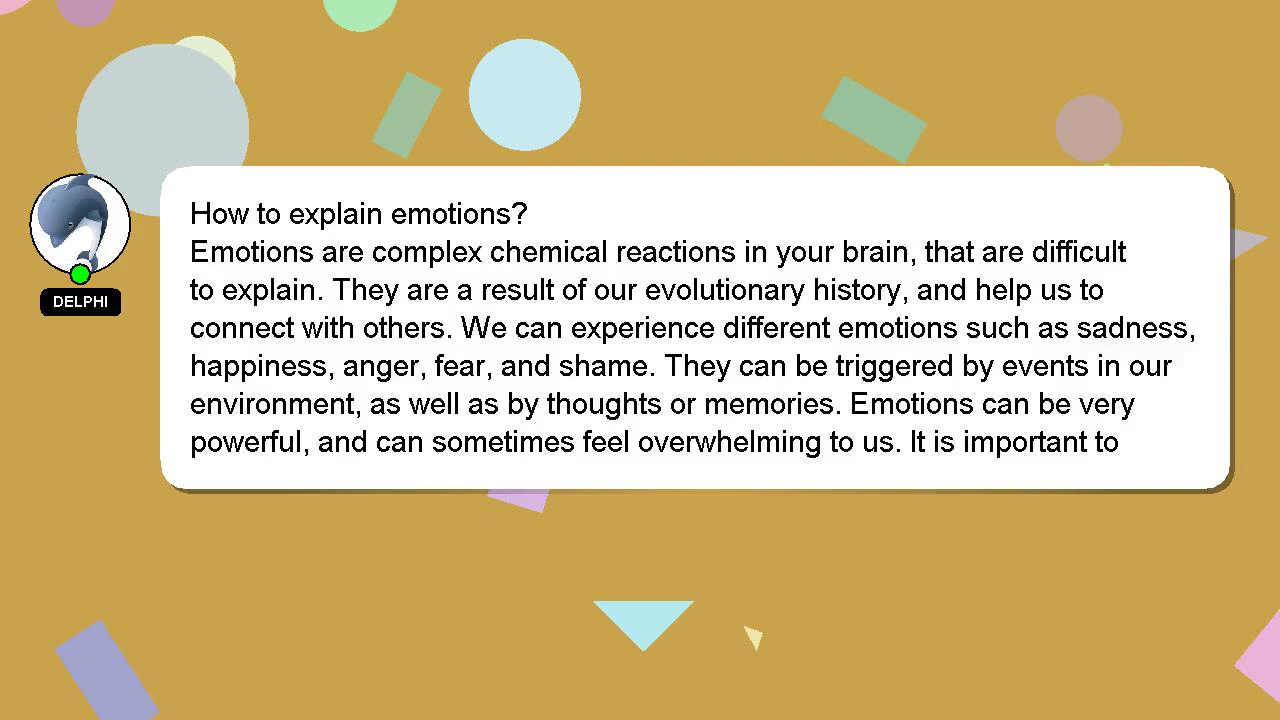 How to explain emotions?
Emotions are complex chemical reactions in your brain, that are difficult
to explain. They are a result of our evolutionary history, and help us to
connect with others. We can experience different emotions such as sadness,
happiness, anger, fear, and shame. They can be triggered by events in our
environment, as well as by thoughts or memories. Emotions can be very
powerful, and can sometimes feel overwhelming to us. It is important to
DELPHI